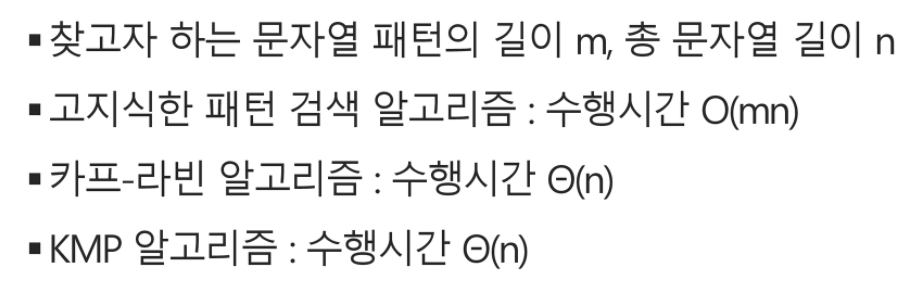 ▪찾고자 하는 문자열 패턴의 길이 m, 총 문자열 길이 n
▪고지식한 패턴 검색 알고리즘 : 수행시간 O(mn)
▪카프-라빈 알고리즘 : 수행시간 Θ(n)
▪KMP 알고리즘 : 수행시간 Θ(n)